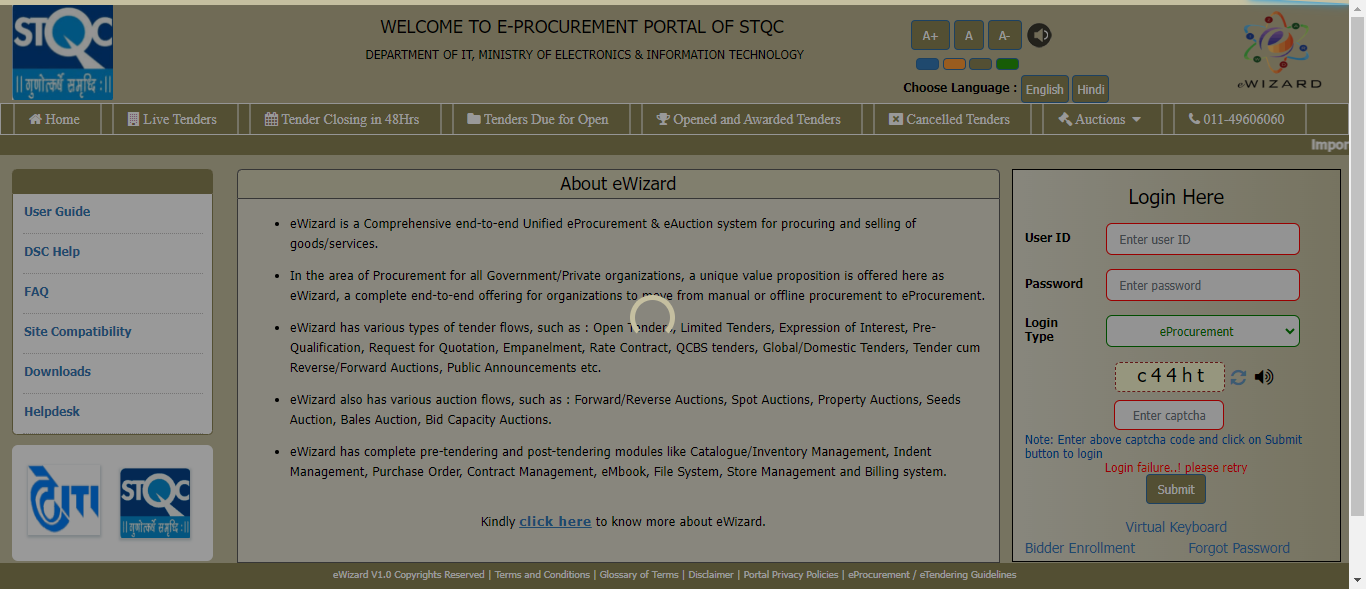 STQC
गुणोत्कर्षे समृद्धिः
WELCOME TO E-PROCUREMENT PORTAL OF STQC
DEPARTMENT OF IT, MINISTRY OF ELECTRONICS & INFORMATION TECHNOLOGY
A+ A A-
Choose Language : English Hindi
eWIZARD
Home Live Tenders Tender Closing in 48Hrs Tenders Due for Open Opened and Awarded Tenders Cancelled Tenders Auctions 011-49606060
Impor
User Guide
DSC Help
FAQ
Site Compatibility
Downloads
Helpdesk
ITI
STQC
गुणोत्कर्षे समृद्धिः
About eWizard
• eWizard is a Comprehensive end-to-end Unified eProcurement & eAuction system for procuring and selling of
goods/services.
• In the area of Procurement for all Government/Private organizations, a unique value proposition is offered here as
eWizard, a complete end-to-end offering for organizations to move from manual or offline procurement to eProcurement.
• eWizard has various types of tender flows, such as : Open Tenders, Limited Tenders, Expression of Interest, Pre-
Qualification, Request for Quotation, Empanelment, Rate Contract, QCBS tenders, Global/Domestic Tenders, Tender cum
Reverse/Forward Auctions, Public Announcements etc.
• eWizard also has various auction flows, such as : Forward/Reverse Auctions, Spot Auctions, Property Auctions, Seeds
Auction, Bales Auction, Bid Capacity Auctions.
• eWizard has complete pre-tendering and post-tendering modules like Catalogue/Inventory Management, Indent
Management, Purchase Order, Contract Management, eMbook, File System, Store Management and Billing system.
Kindly click here to know more about eWizard.
Login Here
User ID Enter user ID
Password Enter password
Login
Type
eProcurement
c44ht
Enter captcha
Note: Enter above captcha code and click on Submit
button to login
Login failure..! please retry
Submit
Virtual Keyboard
Bidder Enrollment Forgot Password
eWizard V1.0 Copyrights Reserved | Terms and Conditions | Glossary of Terms | Disclaimer | Portal Privacy Policies | eProcurement / eTendering Guidelines